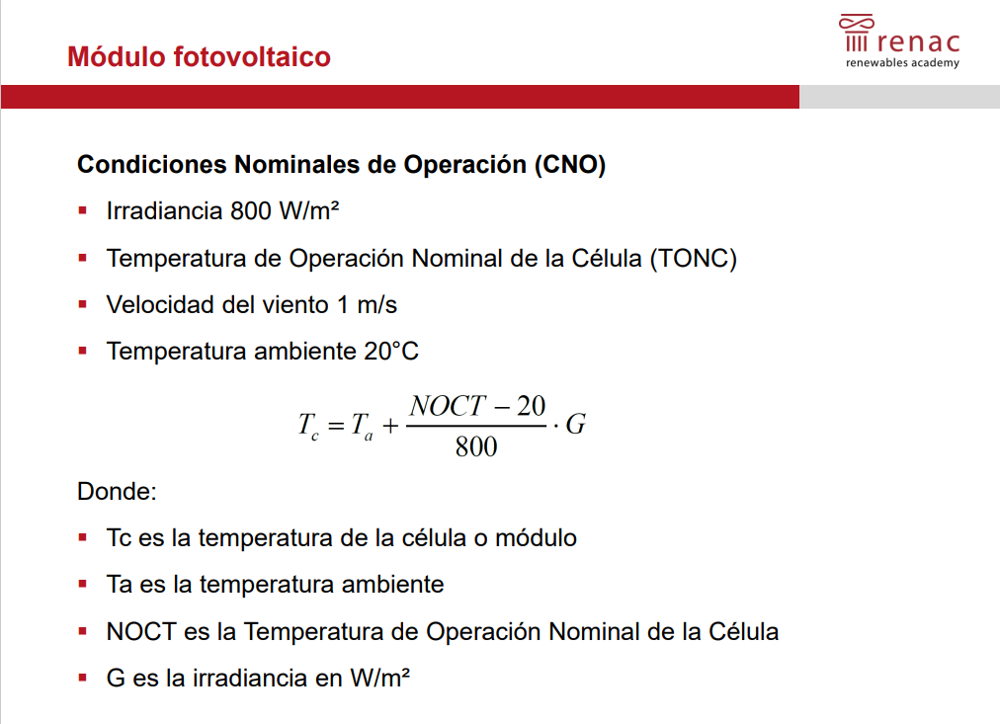 Módulo fotovoltaico
renac
renewables academy
Condiciones Nominales de Operación (CNO)
▪ Irradiancia 800 W/m²
▪ Temperatura de Operación Nominal de la Célula (TONC)
▪ Velocidad del viento 1 m/s
▪ Temperatura ambiente 20°C
T_c = T_a + (NOCT − 20)/800 · G
Donde:
▪ Tc es la temperatura de la célula o módulo
▪ Ta es la temperatura ambiente
▪ NOCT es la Temperatura de Operación Nominal de la Célula
▪ G es la irradiancia en W/m²